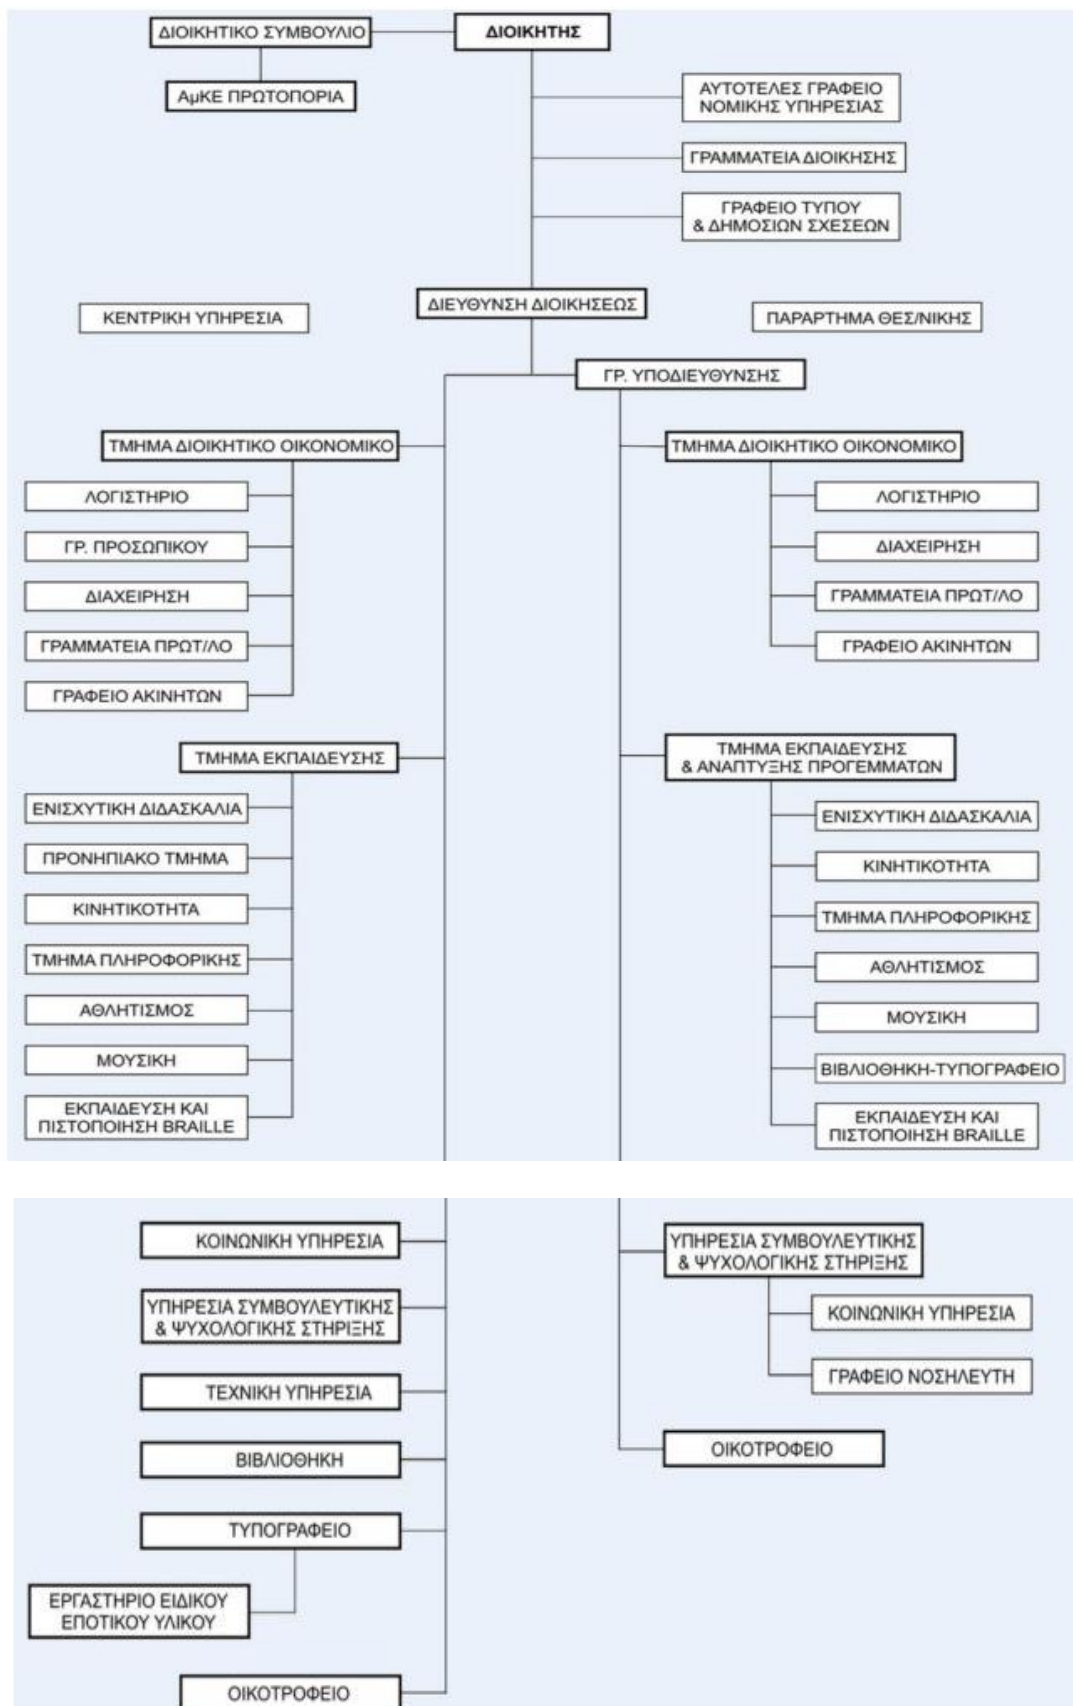 ΔΙΟΙΚΗΤΙΚΟ ΣΥΜΒΟΥΛΙΟ
ΔΙΟΙΚΗΤΗΣ
ΑμΚΕ ΠΡΩΤΟΠΟΡΙΑ
ΑΥΤΟΤΕΛΕΣ ΓΡΑΦΕΙΟ
ΝΟΜΙΚΗΣ ΥΠΗΡΕΣΙΑΣ
ΓΡΑΜΜΑΤΕΙΑ ΔΙΟΙΚΗΣΗΣ
ΓΡΑΦΕΙΟ ΤΥΠΟΥ
& ΔΗΜΟΣΙΩΝ ΣΧΕΣΕΩΝ
ΔΙΕΥΘΥΝΣΗ ΔΙΟΙΚΗΣΕΩΣ
ΚΕΝΤΡΙΚΗ ΥΠΗΡΕΣΙΑ
ΠΑΡΑΡΤΗΜΑ ΘΕΣ/ΝΙΚΗΣ
ΓΡ. ΥΠΟΔΙΕΥΘΥΝΣΗΣ
ΤΜΗΜΑ ΔΙΟΙΚΗΤΙΚΟ ΟΙΚΟΝΟΜΙΚΟ
ΛΟΓΙΣΤΗΡΙΟ
ΓΡ. ΠΡΟΣΩΠΙΚΟΥ
ΔΙΑΧΕΙΡΗΣΗ
ΓΡΑΜΜΑΤΕΙΑ ΠΡΩΤ/ΛΟ
ΓΡΑΦΕΙΟ ΑΚΙΝΗΤΩΝ
ΤΜΗΜΑ ΔΙΟΙΚΗΤΙΚΟ ΟΙΚΟΝΟΜΙΚΟ
ΛΟΓΙΣΤΗΡΙΟ
ΔΙΑΧΕΙΡΗΣΗ
ΓΡΑΜΜΑΤΕΙΑ ΠΡΩΤ/ΛΟ
ΓΡΑΦΕΙΟ ΑΚΙΝΗΤΩΝ
ΤΜΗΜΑ ΕΚΠΑΙΔΕΥΣΗΣ
ΕΝΙΣΧΥΤΙΚΗ ΔΙΔΑΣΚΑΛΙΑ
ΠΡΟΝΗΠΙΑΚΟ ΤΜΗΜΑ
ΚΙΝΗΤΙΚΟΤΗΤΑ
ΤΜΗΜΑ ΠΛΗΡΟΦΟΡΙΚΗΣ
ΑΘΛΗΤΙΣΜΟΣ
ΜΟΥΣΙΚΗ
ΕΚΠΑΙΔΕΥΣΗ ΚΑΙ
ΠΙΣΤΟΠΟΙΗΣΗ BRAILLE
ΤΜΗΜΑ ΕΚΠΑΙΔΕΥΣΗΣ
& ΑΝΑΠΤΥΞΗΣ ΠΡΟΓΕΜΜΑΤΩΝ
ΕΝΙΣΧΥΤΙΚΗ ΔΙΔΑΣΚΑΛΙΑ
ΚΙΝΗΤΙΚΟΤΗΤΑ
ΤΜΗΜΑ ΠΛΗΡΟΦΟΡΙΚΗΣ
ΑΘΛΗΤΙΣΜΟΣ
ΜΟΥΣΙΚΗ
ΒΙΒΛΙΟΘΗΚΗ-ΤΥΠΟΓΡΑΦΕΙΟ
ΕΚΠΑΙΔΕΥΣΗ ΚΑΙ
ΠΙΣΤΟΠΟΙΗΣΗ BRAILLE
ΚΟΙΝΩΝΙΚΗ ΥΠΗΡΕΣΙΑ
ΥΠΗΡΕΣΙΑ ΣΥΜΒΟΥΛΕΥΤΙΚΗΣ
& ΨΥΧΟΛΟΓΙΚΗΣ ΣΤΗΡΙΞΗΣ
ΤΕΧΝΙΚΗ ΥΠΗΡΕΣΙΑ
ΒΙΒΛΙΟΘΗΚΗ
ΤΥΠΟΓΡΑΦΕΙΟ
ΕΡΓΑΣΤΗΡΙΟ ΕΙΔΙΚΟΥ
ΕΠΟΤΙΚΟΥ ΥΛΙΚΟΥ
ΟΙΚΟΤΡΟΦΕΙΟ
ΥΠΗΡΕΣΙΑ ΣΥΜΒΟΥΛΕΥΤΙΚΗΣ
& ΨΥΧΟΛΟΓΙΚΗΣ ΣΤΗΡΙΞΗΣ
ΚΟΙΝΩΝΙΚΗ ΥΠΗΡΕΣΙΑ
ΓΡΑΦΕΙΟ ΝΟΣΗΛΕΥΤΗ
ΟΙΚΟΤΡΟΦΕΙΟ